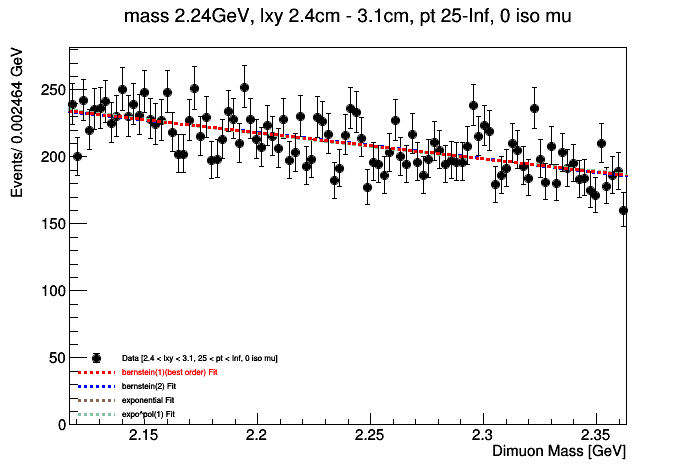 mass 2.24GeV, lxy 2.4cm - 3.1cm, pt 25-Inf, 0 iso mu
Events/ 0.002464 GeV
250
200
150
100
50
0
Data [2.4 < lxy < 3.1, 25 < pt < Inf, 0 iso mu]
bernstein(1)(best order) Fit
bernstein(2) Fit
exponential Fit
expo*pol(1) Fit
2.15 2.2 2.25 2.3 2.35
Dimuon Mass [GeV]